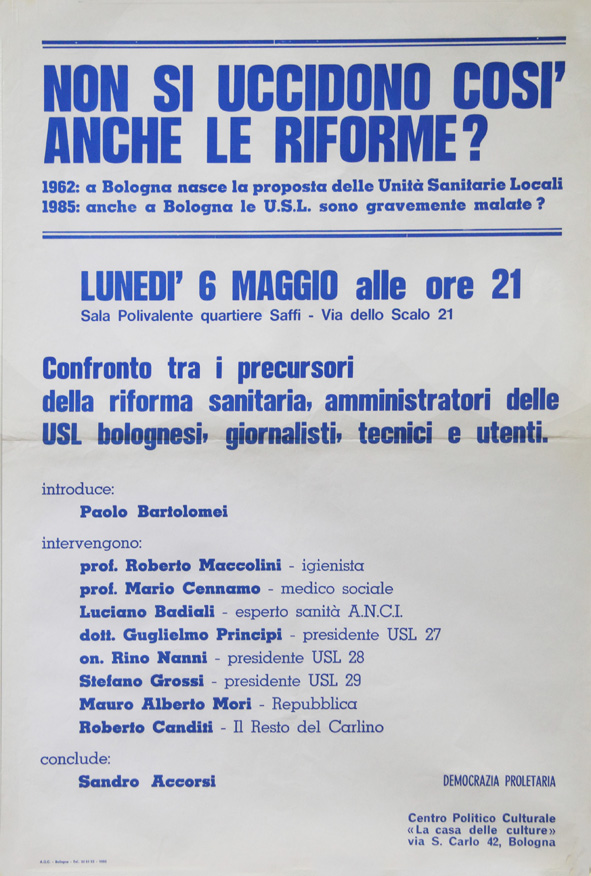 NON SI UCCIDONO COSI'
ANCHE LE RIFORME?
1962: a Bologna nasce la proposta delle Unità Sanitarie Locali
1985: anche a Bologna le U.S.L. sono gravemente malate?
LUNEDI' 6 MAGGIO alle ore 21
Sala Polivalente quartiere Saffi - Via dello Scalo 21
Confronto tra i precursori
della riforma sanitaria, amministratori delle
USL bolognesi, giornalisti, tecnici e utenti.
introduce:
Paolo Bartolomei
intervengono:
prof. Roberto Maccolini - igienista
prof. Mario Cennamo - medico sociale
Luciano Badiali - esperto sanità A.N.C.I.
dott. Guglielmo Principi - presidente USL 27
on. Rino Nanni - presidente USL 28
Stefano Grossi - presidente USL 29
Mauro Alberto Mori - Repubblica
Roberto Canditi - Il Resto del Carlino
conclude:
Sandro Accorsi
DEMOCRAZIA PROLETARIA
Centro Politico Culturale
«La casa delle culture»
via S. Carlo 42, Bologna